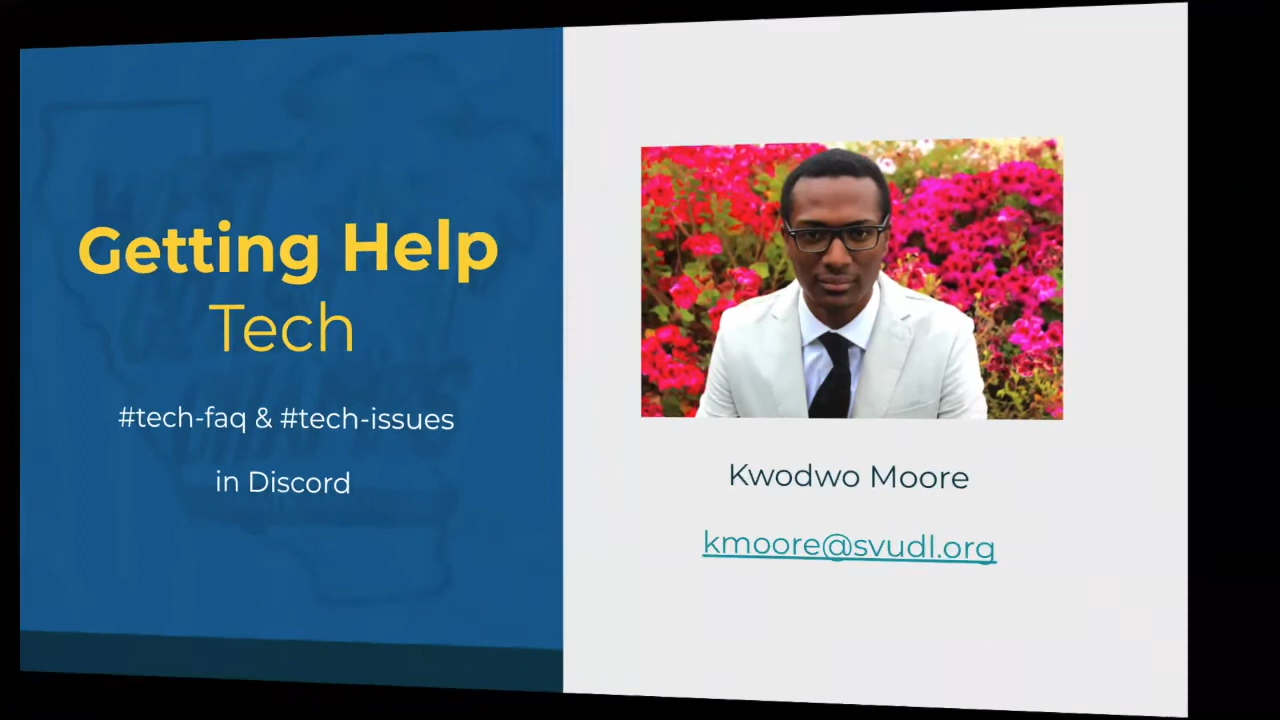 Getting Help
Tech
#tech-faq & #tech-issues
in Discord
Kwodwo Moore
kmoore@svudl.org